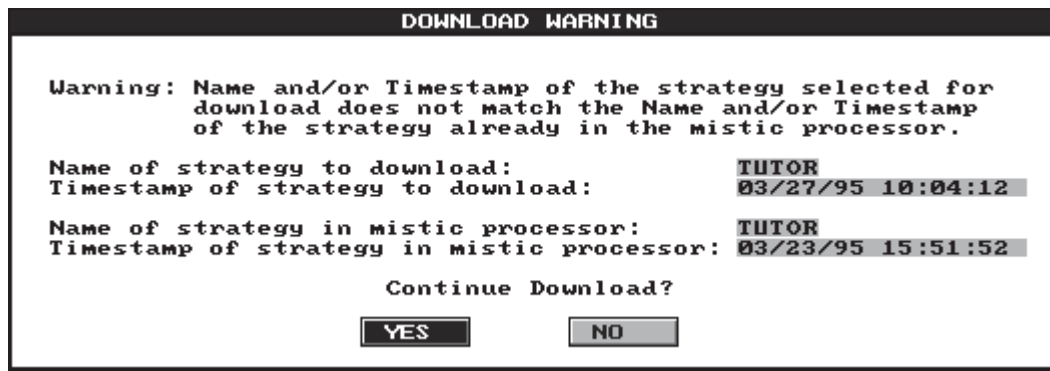 DOWNLOAD WARNING
Warning: Name and/or Timestamp of the strategy selected for
download does not match the Name and/or Timestamp
of the strategy already in the mistic processor.
Name of strategy to download: TUTOR
Timestamp of strategy to download: 03/27/95 10:04:12
Name of strategy in mistic processor: TUTOR
Timestamp of strategy in mistic processor: 03/23/95 15:51:52
Continue Download?
YES NO